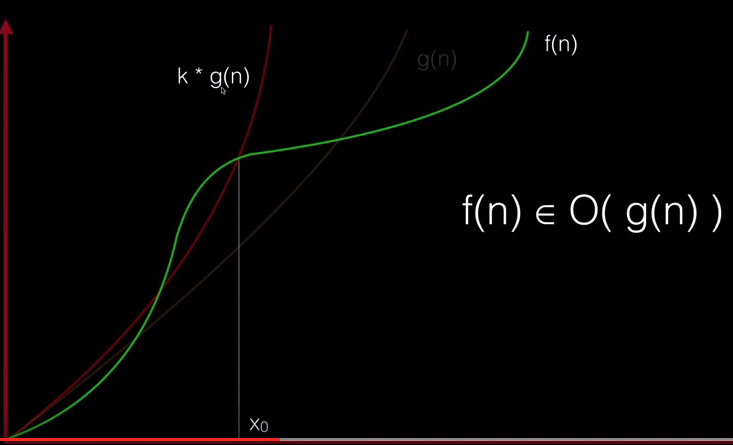 f(n)
g(n)
k * g(n)
f(n) ∈ O( g(n) )
x₀